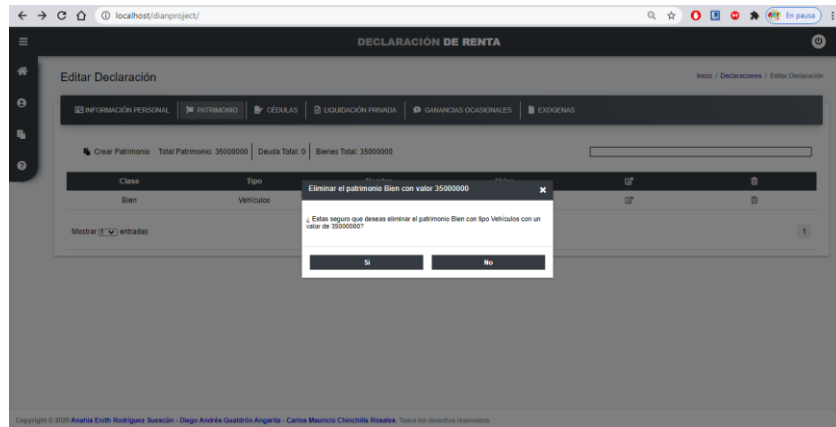 localhost/dianproject/
En pausa
DECLARACIÓN DE RENTA
Editar Declaración
Inicio / Declaraciones / Editar Declaración
INFORMACIÓN PERSONAL PATRIMONIO CÉDULAS LIQUIDACIÓN PRIVADA GANANCIAS OCASIONALES EXOGENAS
Crear Patrimonio Total Patrimonio: 35000000 Deuda Total: 0 Bienes Total: 35000000
Clase Tipo Nombre Valor
Eliminar el patrimonio Bien con valor 35000000
Bien Vehículos
¿ Estas seguro que deseas eliminar el patrimonio Bien con tipo Vehículos con un
valor de 35000000?
Mostrar 1 entradas
1
Si No
Copyright © 2020 Anahis Enith Rodríguez Suescún - Diego Andrés Gualdrón Angarita - Carlos Mauricio Chinchilla Rosales. Todos los derechos reservados.